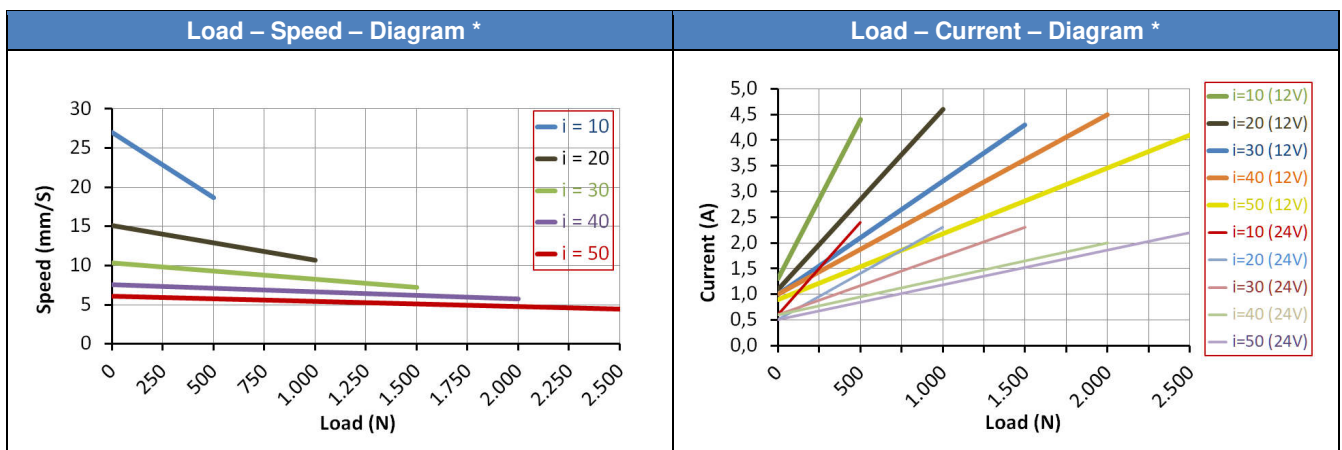 Load – Speed – Diagram *
Load – Current – Diagram *
30
25
20
15
10
5
0
Speed (mm/S)
0
250
500
750
1.000
1.250
1.500
1.750
2.000
2.250
2.500
Load (N)
i = 10
i = 20
i = 30
i = 40
i = 50
5,0
4,5
4,0
3,5
3,0
2,5
2,0
1,5
1,0
0,5
0,0
Current (A)
0
500
1.000
1.500
2.000
2.500
Load (N)
i=10 (12V)
i=20 (12V)
i=30 (12V)
i=40 (12V)
i=50 (12V)
i=10 (24V)
i=20 (24V)
i=30 (24V)
i=40 (24V)
i=50 (24V)